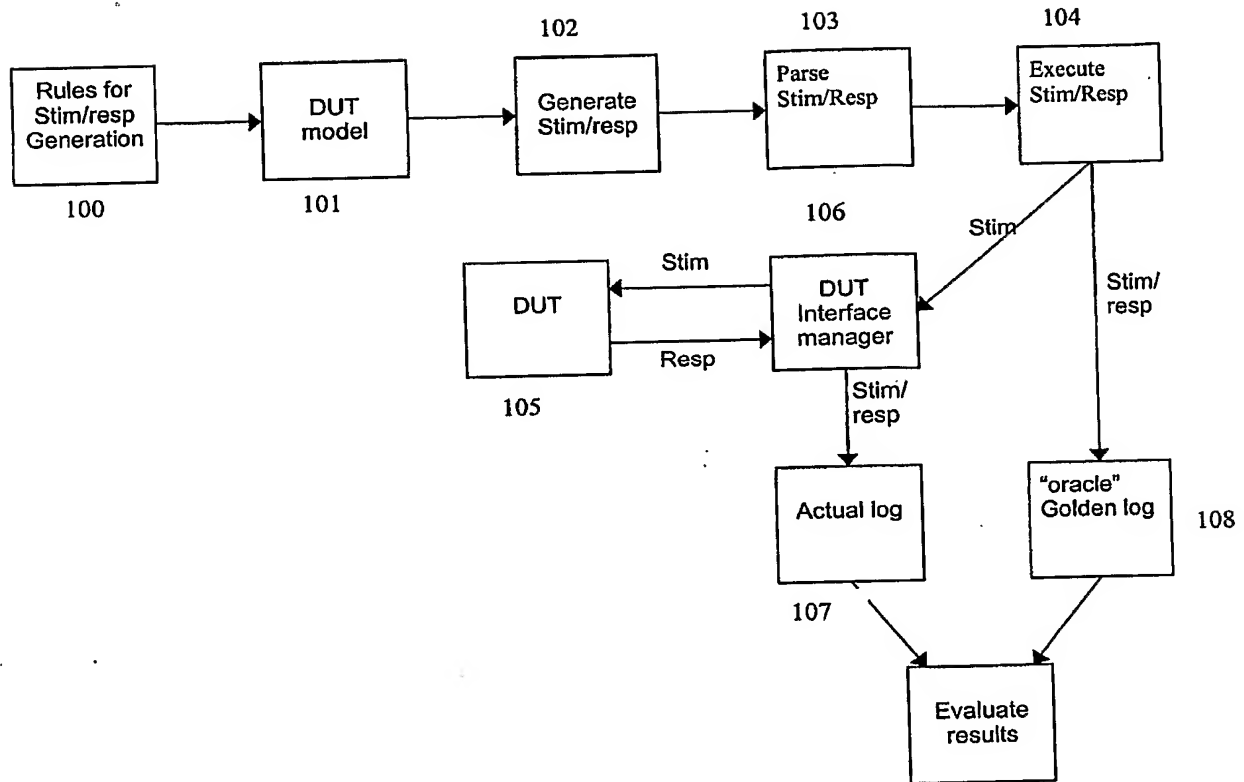 102
103
104
Rules for
Stim/resp
Generation
DUT
model
Generate
Stim/resp
Parse
Stim/Resp
Execute
Stim/Resp
100
101
106
Stim
Stim
DUT
DUT
Interface
manager
Stim/
resp
Resp
105
Stim/
resp
Actual log
"oracle"
Golden log
108
107
Evaluate
results